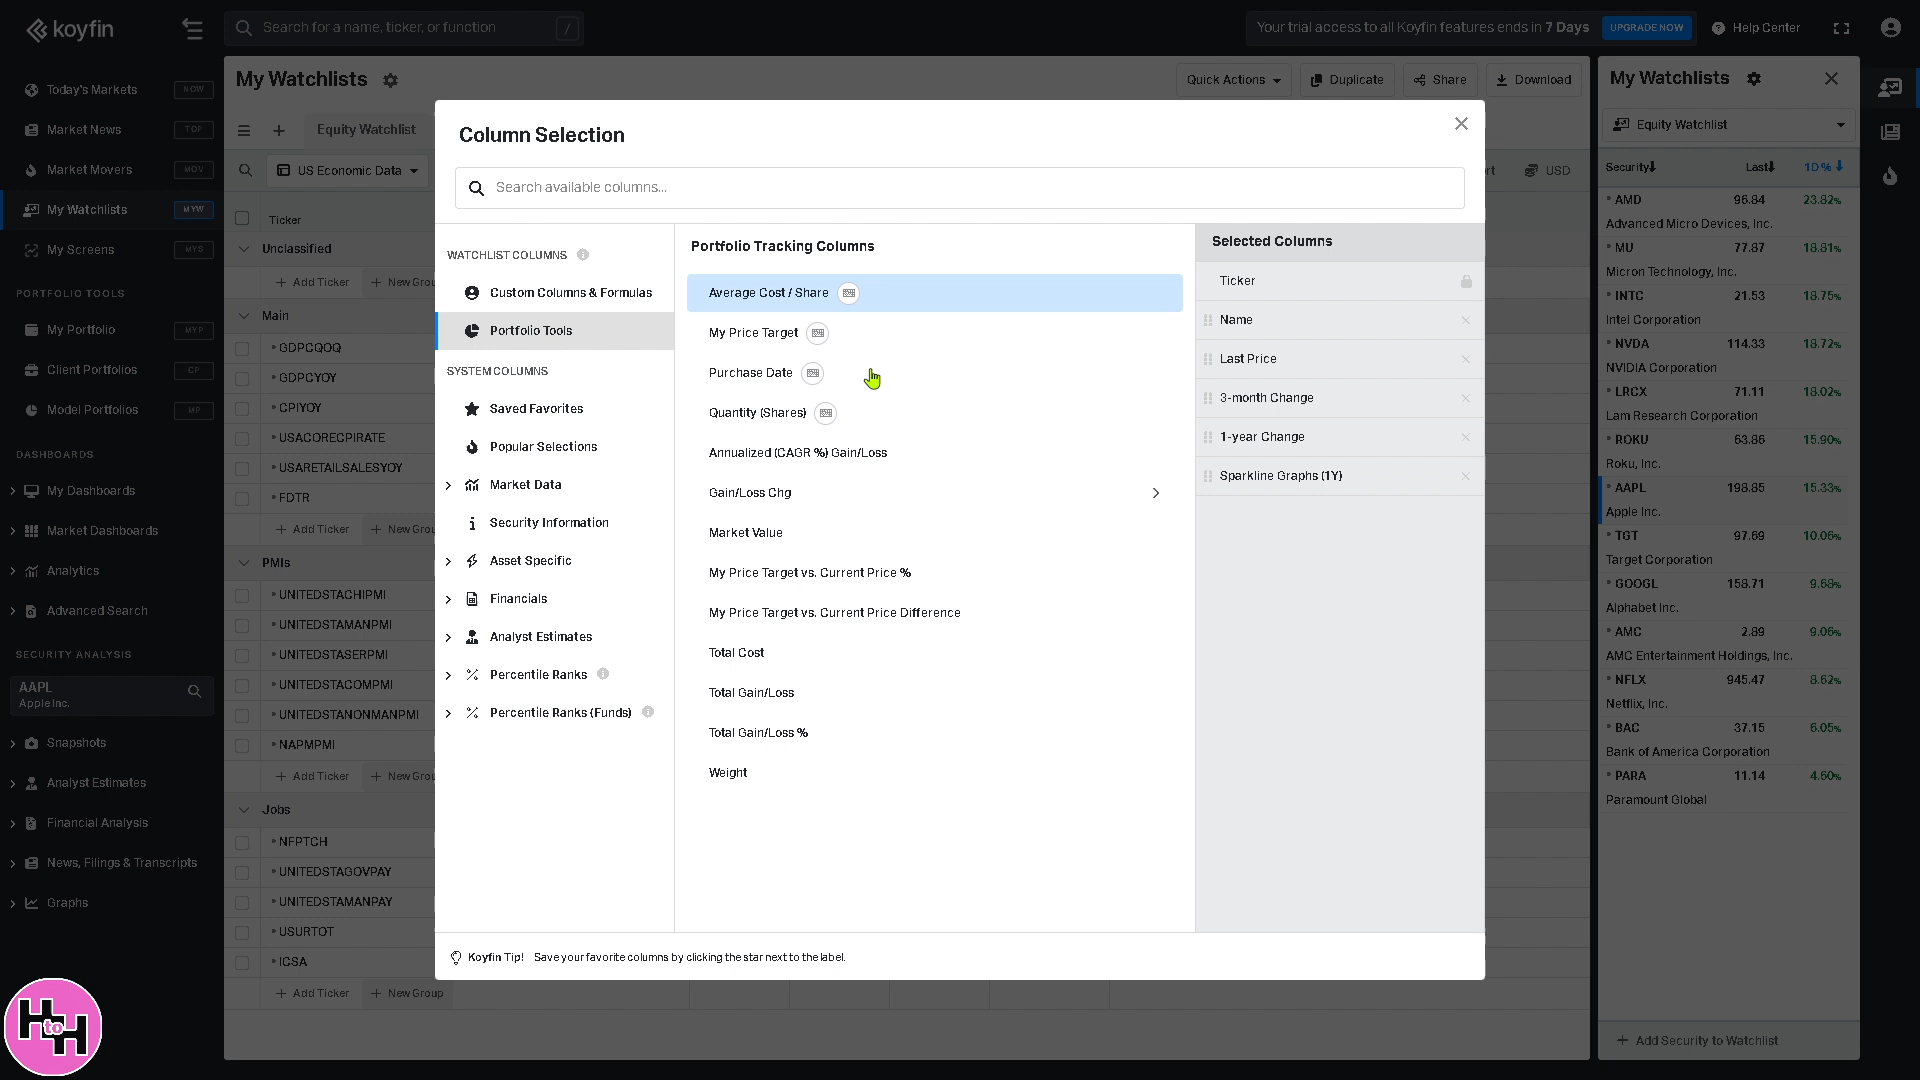 koyfin
Search for a name, ticker, or function
/
Your trial access to all Koyfin features ends in 7 Days
UPGRADE NOW
Help Center
Today's Markets NOW
Market News TOP
Market Movers MOV
My Watchlists MYW
My Screens MYS
PORTFOLIO TOOLS
My Portfolio MYP
Client Portfolios CP
Model Portfolios MP
DASHBOARDS
My Dashboards
Market Dashboards
Analytics
Advanced Search
SECURITY ANALYSIS
AAPL
Apple Inc.
Snapshots
Analyst Estimates
Financial Analysis
News, Filings & Transcripts
Graphs
H to H
My Watchlists
Quick Actions
Duplicate
Share
Download
Equity Watchlist
US Economic Data
USD
Ticker
Unclassified
+ Add Ticker + New Grou
Main
GDPCQOQ
GDPCYOY
CPIYOY
USACORECPIRATE
USARETAILSALESYOY
FDTR
+ Add Ticker + New Grou
PMIs
UNITEDSTACHIPMI
UNITEDSTAMANPMI
UNITEDSTASERPMI
UNITEDSTACOMPMI
UNITEDSTANONMANPMI
NAPMPMI
+ Add Ticker + New Grou
Jobs
NFPTCH
UNITEDSTAGOVPAY
UNITEDSTAMANPAY
USURTOT
ICSA
+ Add Ticker + New Group
Column Selection
Search available columns...
WATCHLIST COLUMNS
Custom Columns & Formulas
Portfolio Tools
SYSTEM COLUMNS
Saved Favorites
Popular Selections
Market Data
Security Information
Asset Specific
Financials
Analyst Estimates
Percentile Ranks
Percentile Ranks (Funds)
Portfolio Tracking Columns
Average Cost / Share
My Price Target
Purchase Date
Quantity (Shares)
Annualized (CAGR %) Gain/Loss
Gain/Loss Chg
Market Value
My Price Target vs. Current Price %
My Price Target vs. Current Price Difference
Total Cost
Total Gain/Loss
Total Gain/Loss %
Weight
Selected Columns
Ticker
Name
Last Price
3-month Change
1-year Change
Sparkline Graphs (1Y)
Koyfin Tip! Save your favorite columns by clicking the star next to the label.
My Watchlists
Equity Watchlist
Security Last 1D %
AMD 96.84 23.82%
Advanced Micro Devices, Inc.
MU 77.87 18.81%
Micron Technology, Inc.
INTC 21.53 18.75%
Intel Corporation
NVDA 114.33 18.72%
NVIDIA Corporation
LRCX 71.11 18.02%
Lam Research Corporation
ROKU 63.86 15.90%
Roku, Inc.
AAPL 198.85 15.33%
Apple Inc.
TGT 97.69 10.06%
Target Corporation
GOOGL 158.71 9.68%
Alphabet Inc.
AMC 2.89 9.06%
AMC Entertainment Holdings, Inc.
NFLX 945.47 8.62%
Netflix, Inc.
BAC 37.15 6.05%
Bank of America Corporation
PARA 11.14 4.60%
Paramount Global
+ Add Security to Watchlist